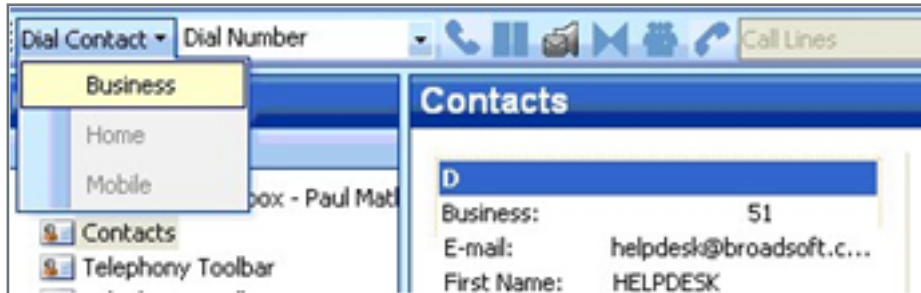 Dial Contact Dial Number Call Lines
Business
Home
Mobile
box - Paul
Contacts
Telephony Toolbar
Contacts
D
Business: 51
E-mail: helpdesk@broadsoft.c...
First Name: HELPDESK